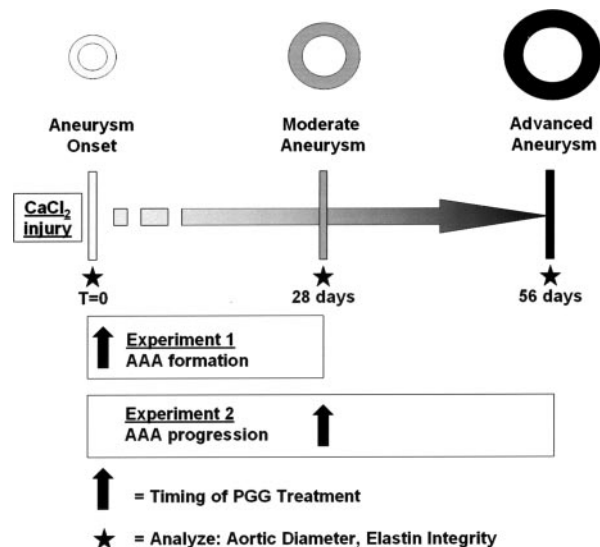 Aneurysm
Onset
Moderate
Aneurysm
Advanced
Aneurysm
CaCl₂
injury
T=0
28 days
56 days
Experiment 1
AAA formation
Experiment 2
AAA progression
= Timing of PGG Treatment
= Analyze: Aortic Diameter, Elastin Integrity